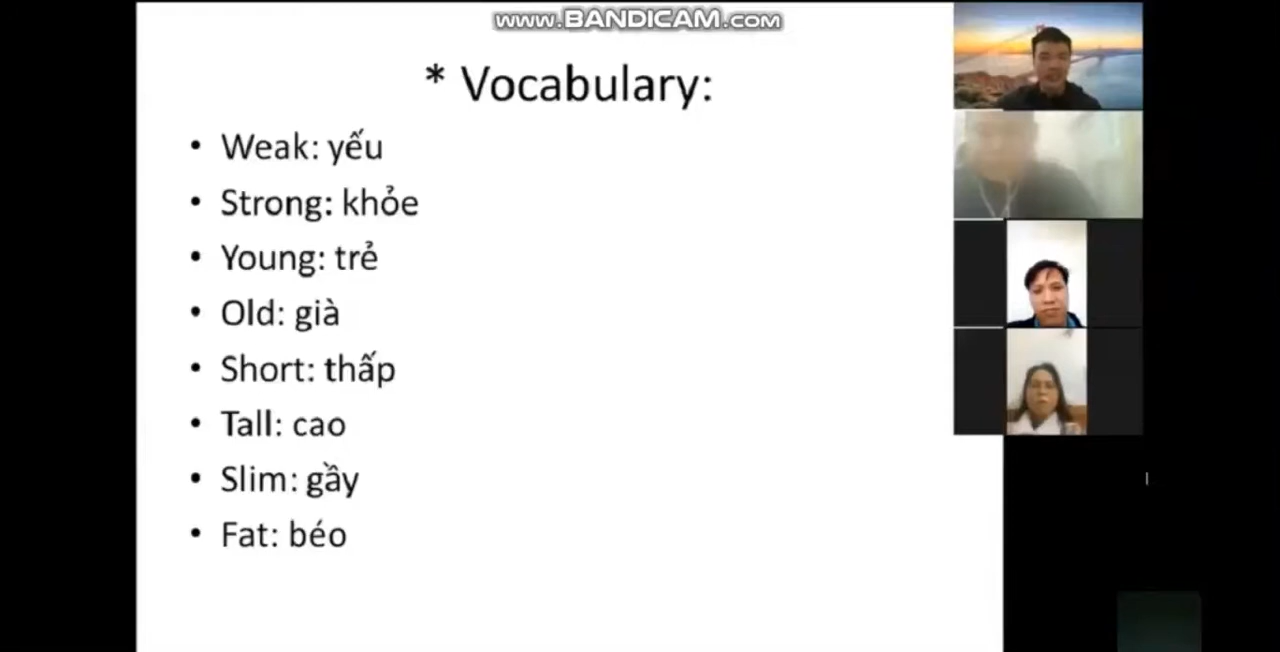 www.BANDICAM.com
* Vocabulary:
• Weak: yếu
• Strong: khỏe
• Young: trẻ
• Old: già
• Short: thấp
• Tall: cao
• Slim: gầy
• Fat: béo